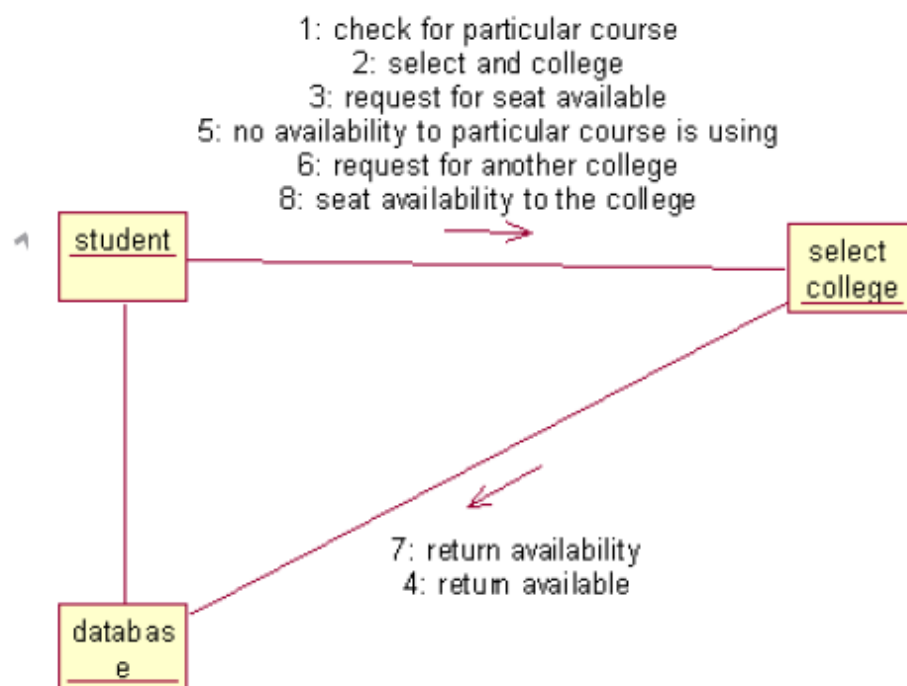 1: check for particular course
2: select and college
3: request for seat available
5: no availability to particular course is using
6: request for another college
8: seat availability to the college
student
select
college
7: return availability
4: return available
databas
e